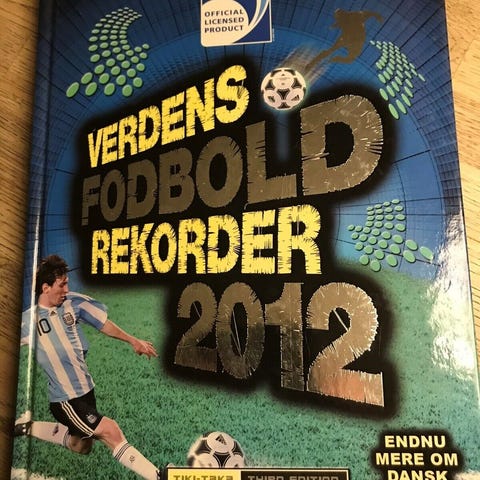 OFFICIAL
LICENSED
PRODUCT
VERDENS
FODBOLD
REKORDER
2012
10
TIKI-TAKA THIRD EDITION
ENDNU
MERE OM
DANSK